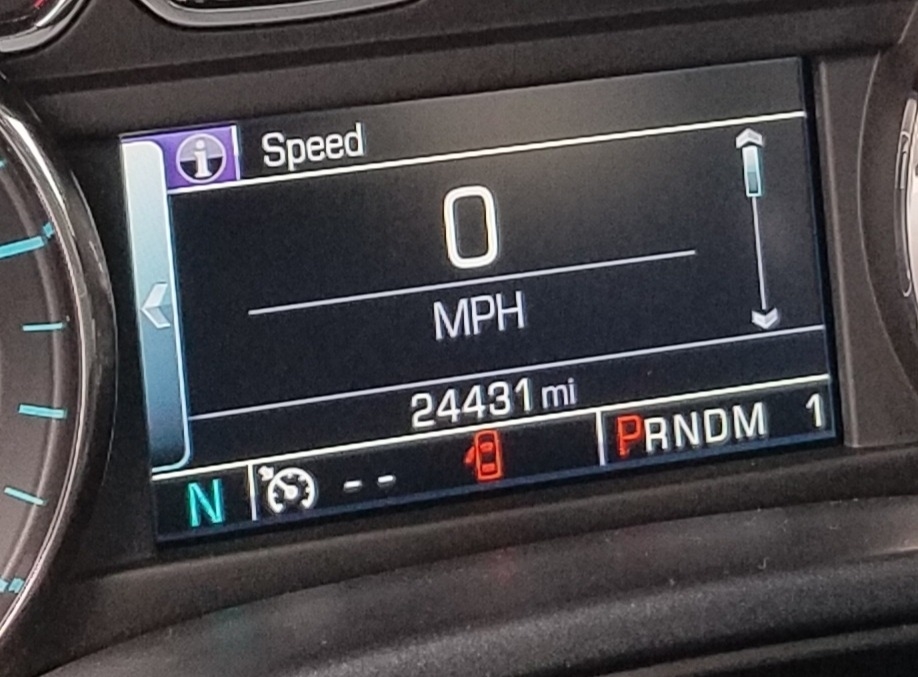 Speed
0
MPH
24431 mi
N -- PRNDM 1